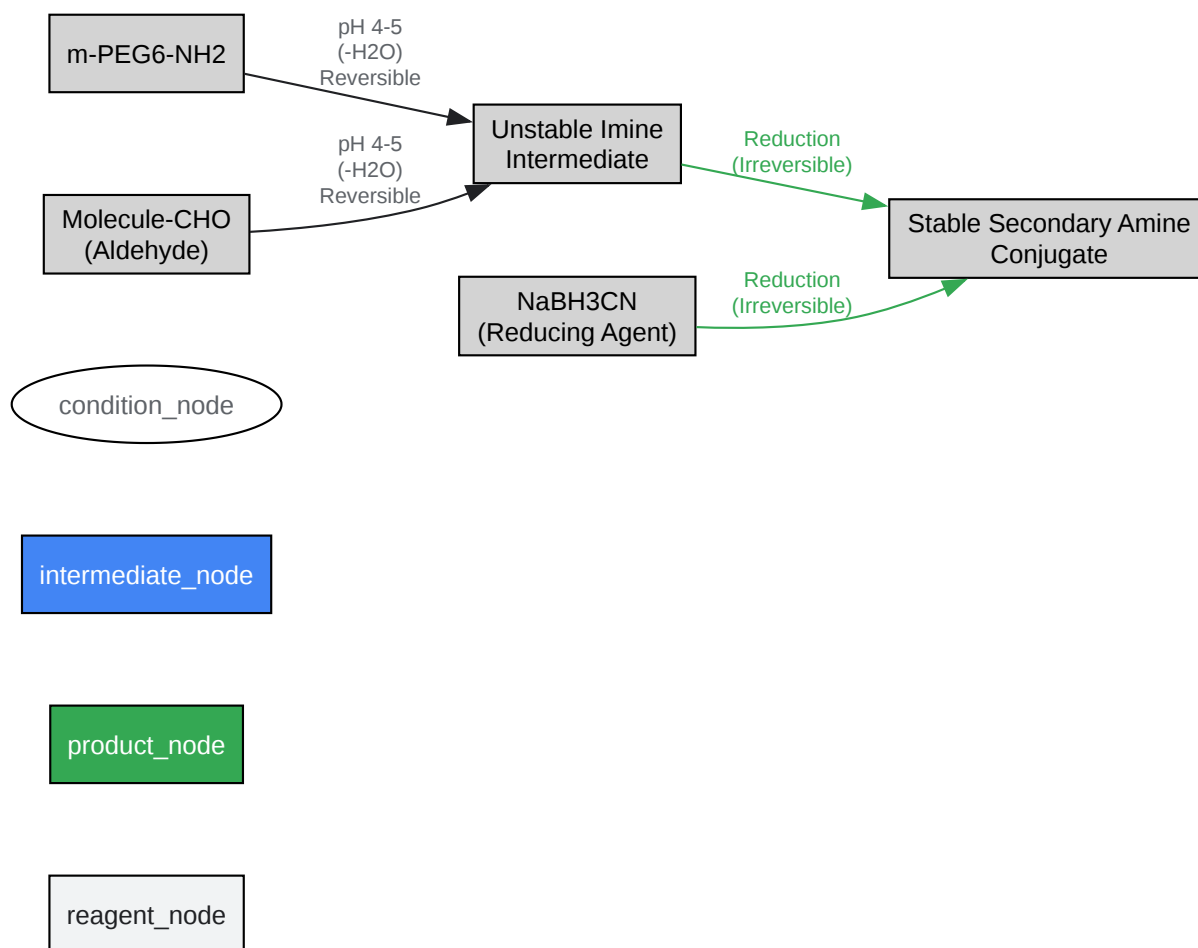 m-PEG6-NH2
pH 4-5
(-H2O)
Reversible
Molecule-CHO
(Aldehyde)
pH 4-5
(-H2O)
Reversible
Unstable Imine
Intermediate
Reduction
(Irreversible)
NaBH3CN
(Reducing Agent)
Reduction
(Irreversible)
Stable Secondary Amine
Conjugate
condition_node
intermediate_node
product_node
reagent_node